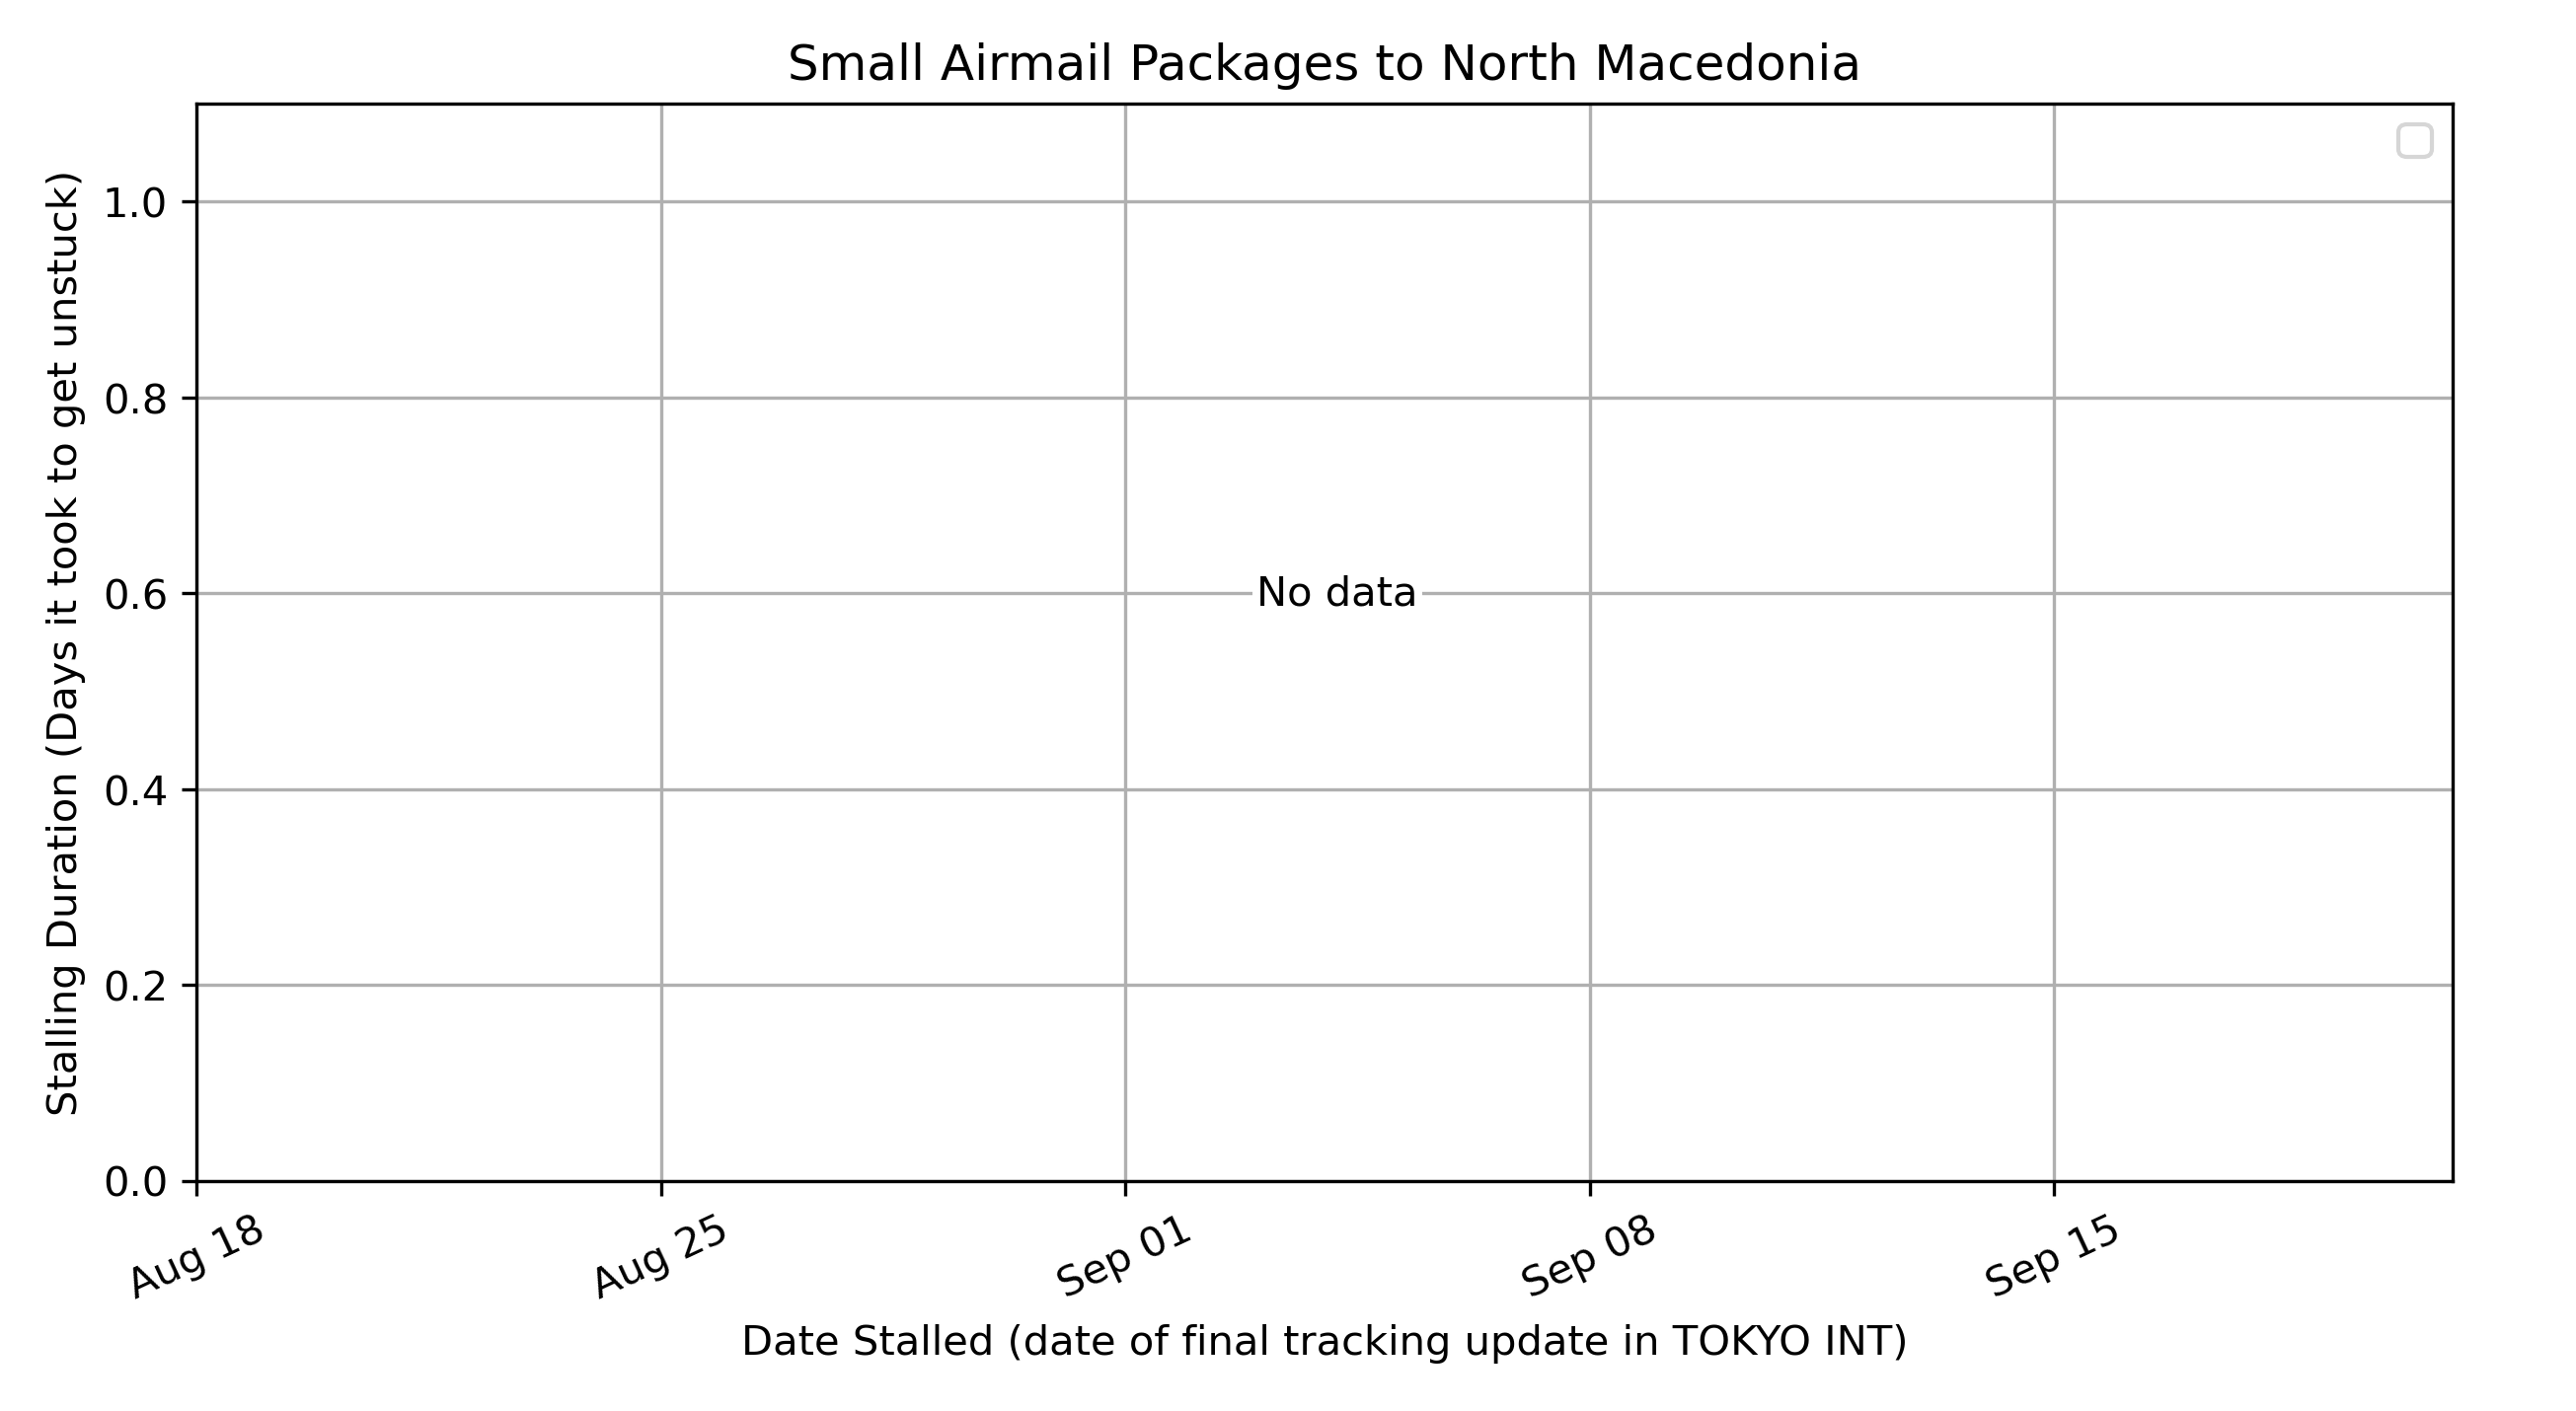 Small Airmail Packages to North Macedonia
Stalling Duration (Days it took to get unstuck)
1.0
0.8
0.6
0.4
0.2
0.0
No data
Aug 18
Aug 25
Sep 01
Sep 08
Sep 15
Date Stalled (date of final tracking update in TOKYO INT)